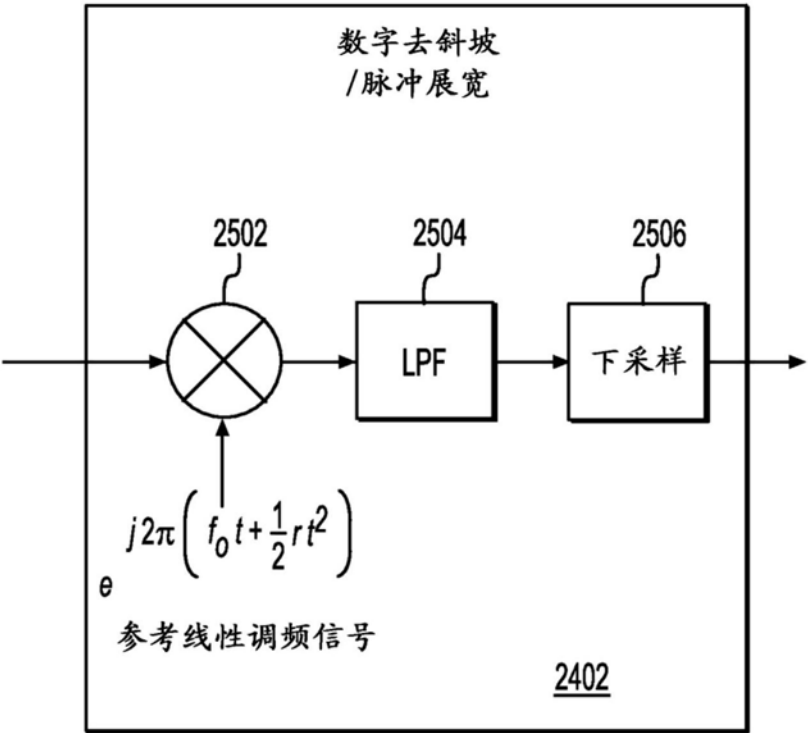 数字去斜坡
/脉冲展宽
2502
2504
2506
LPF
下采样
j2π(f₀t+½rt²)
e
参考线性调频信号
2402